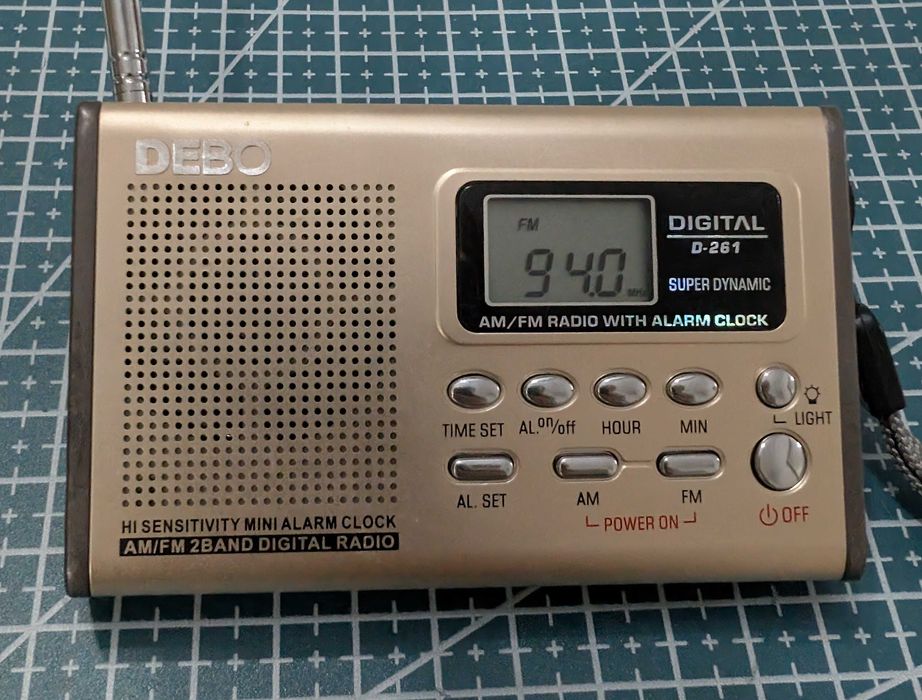 DEBO
FM
94.0
MHz
DIGITAL
D-261
SUPER DYNAMIC
AM/FM RADIO WITH ALARM CLOCK
TIME SET AL.on/off HOUR MIN
LIGHT
AL. SET AM FM
POWER ON
OFF
HI SENSITIVITY MINI ALARM CLOCK
AM/FM 2BAND DIGITAL RADIO